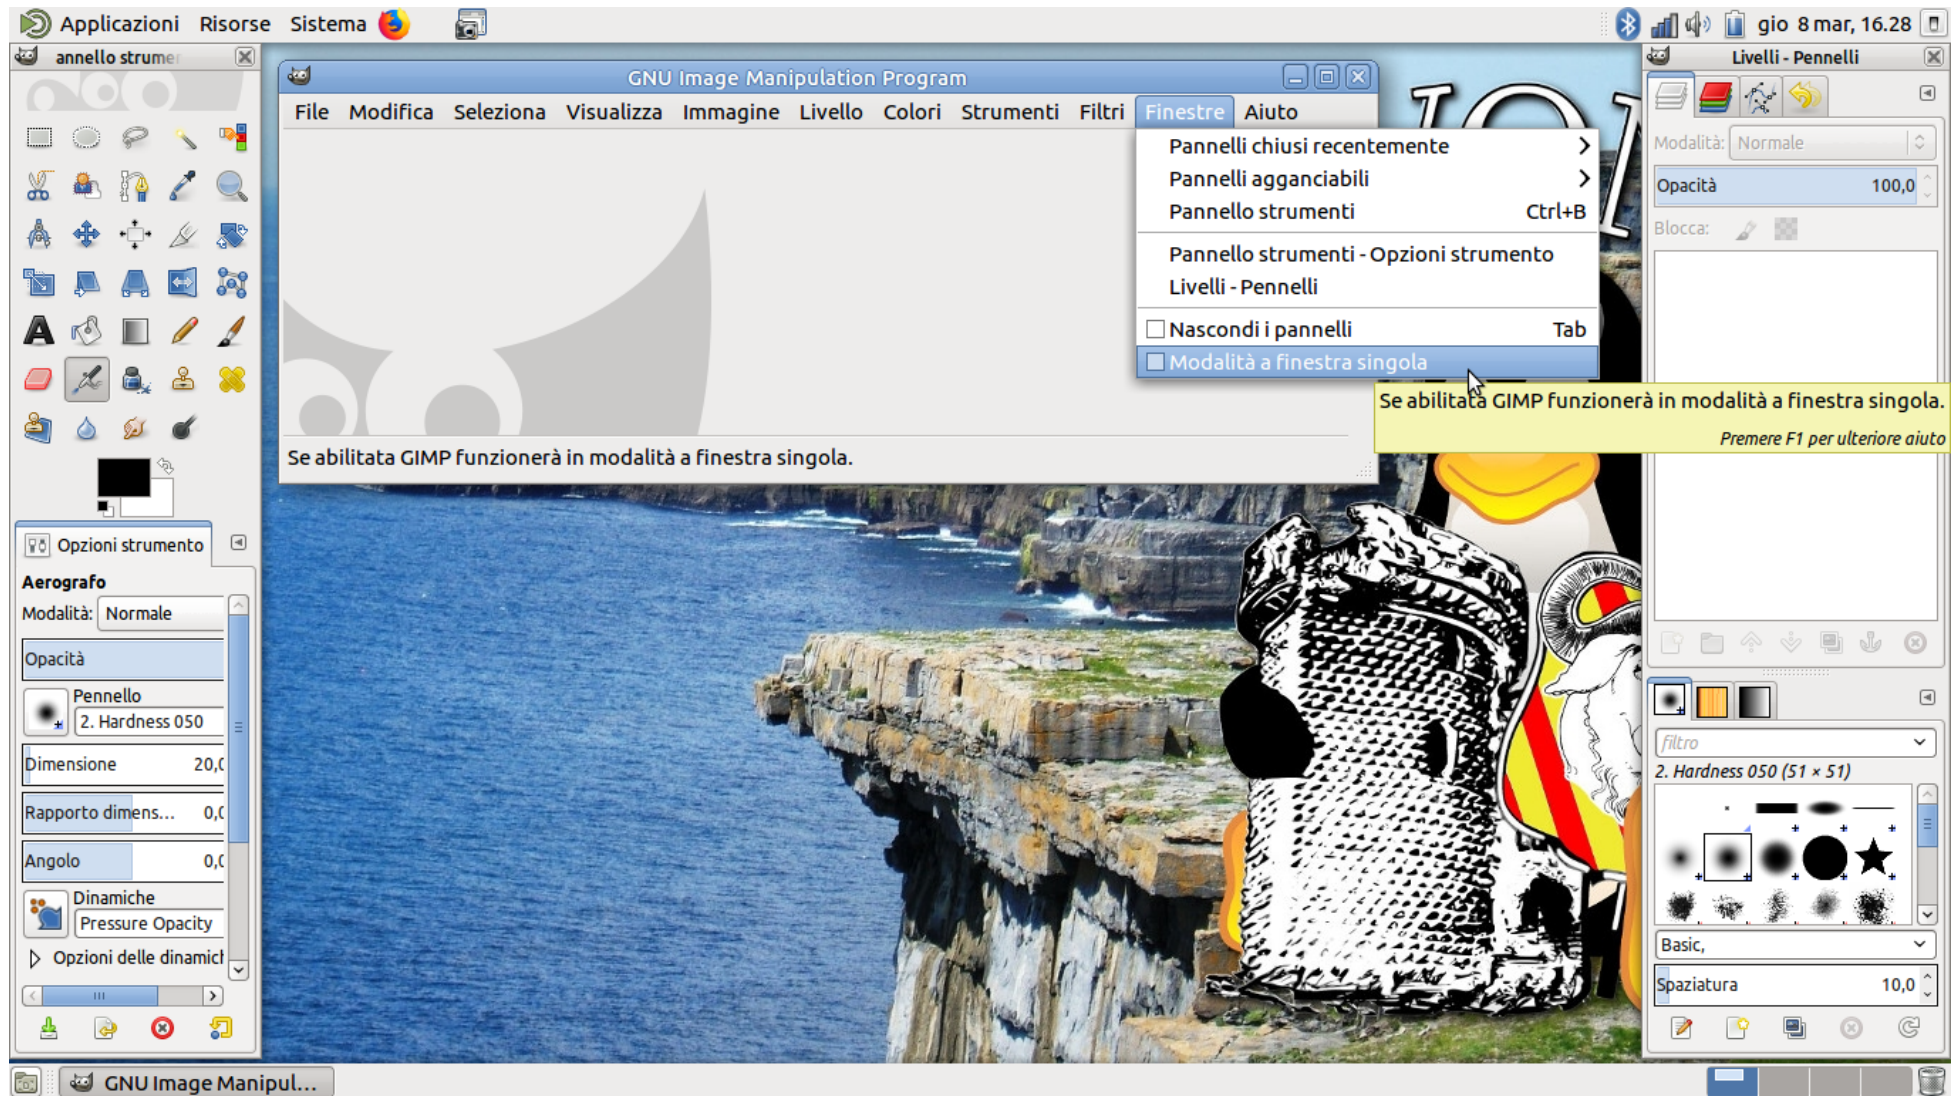 Applicazioni Risorse Sistema
gio 8 mar, 16.28
annello strumen
GNU Image Manipulation Program
File Modifica Seleziona Visualizza Immagine Livello Colori Strumenti Filtri Finestre Aiuto
Pannelli chiusi recentemente
Pannelli agganciabili
Pannello strumenti Ctrl+B
Pannello strumenti - Opzioni strumento
Livelli - Pennelli
Nascondi i pannelli Tab
Modalità a finestra singola
Se abilitata GIMP funzionerà in modalità a finestra singola.
Premere F1 per ulteriore aiuto
Se abilitata GIMP funzionerà in modalità a finestra singola.
Opzioni strumento
Aerografo
Modalità: Normale
Opacità
Pennello
2. Hardness 050
Dimensione 20,0
Rapporto dimens... 0,0
Angolo 0,0
Dinamiche
Pressure Opacity
Opzioni delle dinamich
Livelli - Pennelli
Modalità: Normale
Opacità 100,0
Blocca:
filtro
2. Hardness 050 (51 × 51)
Basic,
Spaziatura 10,0
GNU Image Manipul...